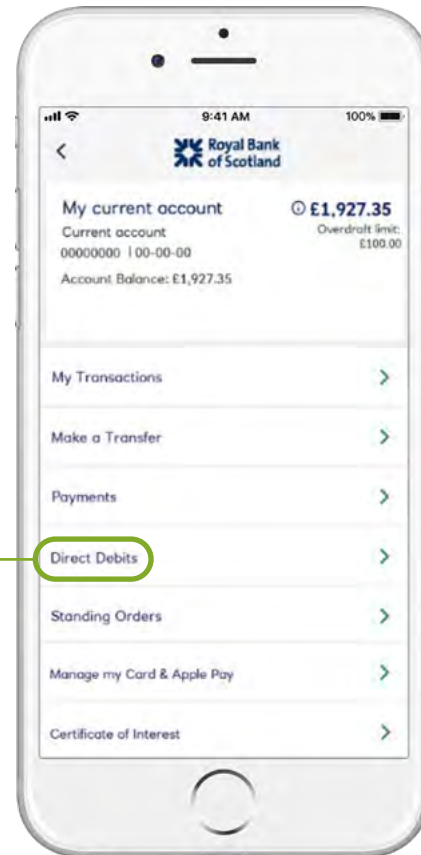 9:41 AM
100%
Royal Bank
of Scotland
My current account
£1,927.35
Current account
Overdraft limit:
£100.00
00000000 | 00-00-00
Account Balance: £1,927.35
My Transactions
Make a Transfer
Payments
Direct Debits
Standing Orders
Manage my Card & Apple Pay
Certificate of Interest